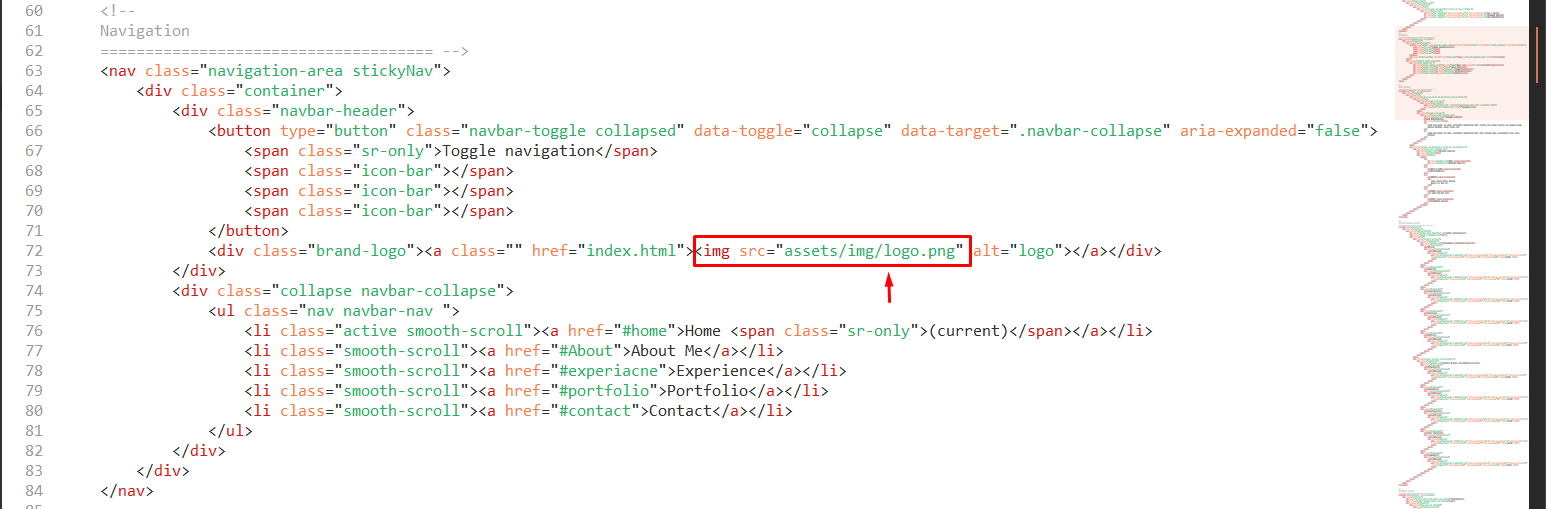 60 <!--
61 Navigation
62 ===================================== -->
63 <nav class="navigation-area stickyNav">
64 <div class="container">
65 <div class="navbar-header">
66 <button type="button" class="navbar-toggle collapsed" data-toggle="collapse" data-target=".navbar-collapse" aria-expanded="false">
67 <span class="sr-only">Toggle navigation</span>
68 <span class="icon-bar"></span>
69 <span class="icon-bar"></span>
70 <span class="icon-bar"></span>
71 </button>
72 <div class="brand-logo"><a class="" href="index.html"><img src="assets/img/logo.png" alt="logo"></a></div>
73 </div>
74 <div class="collapse navbar-collapse">
75 <ul class="nav navbar-nav ">
76 <li class="active smooth-scroll"><a href="#home">Home <span class="sr-only">(current)</span></a></li>
77 <li class="smooth-scroll"><a href="#About">About Me</a></li>
78 <li class="smooth-scroll"><a href="#experiacne">Experience</a></li>
79 <li class="smooth-scroll"><a href="#portfolio">Portfolio</a></li>
80 <li class="smooth-scroll"><a href="#contact">Contact</a></li>
81 </ul>
82 </div>
83 </div>
84 </nav>